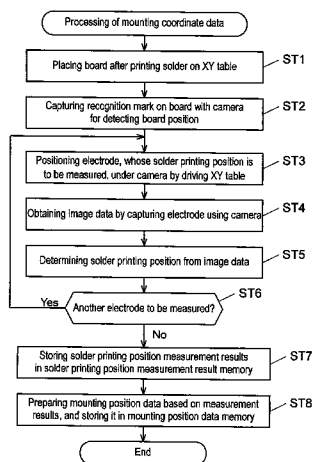 Processing of mounting coordinate data
Placing board after printing solder on XY table
ST1
Capturing recognition mark on board with camera
for detecting board position
ST2
Positioning electrode, whose solder printing position is
to be measured, under camera by driving XY table
ST3
Obtaining image data by capturing electrode using camera
ST4
Determining solder printing position from image data
ST5
Yes
Another electrode to be measured?
ST6
No
Storing solder printing position measurement results
in solder printing position measurement result memory
ST7
Preparing mounting position data based on measurement
results, and storing it in mounting position data memory
ST8
End